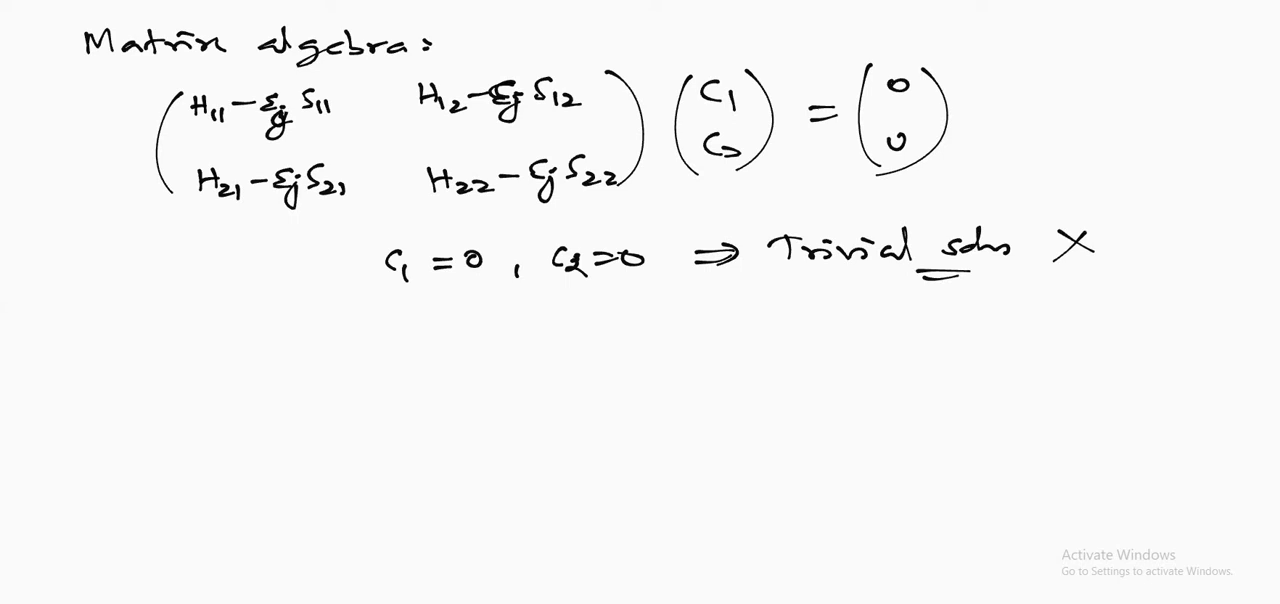 Matrix algebra:
( H11 - εj S11   H12 - εj S12 ) ( C1 ) = ( 0 )
( H21 - εj S21   H22 - εj S22 ) ( C2 )   ( 0 )
C1 = 0 , C2 = 0 ⇒ Trivial soln ×
Activate Windows
Go to Settings to activate Windows.